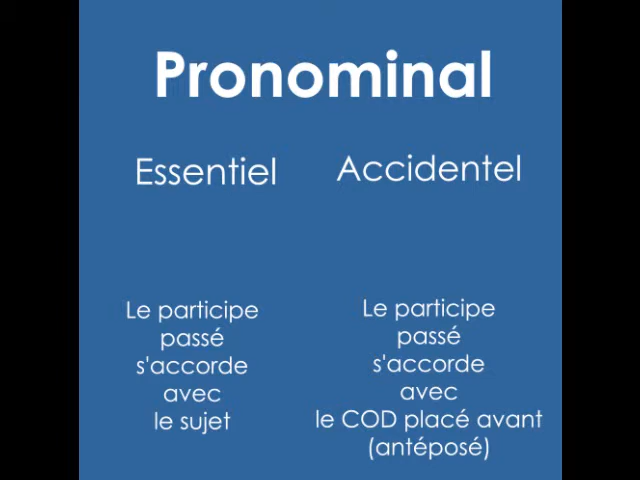 Pronominal
Essentiel
Accidentel
Le participe
passé
s'accorde
avec
le sujet
Le participe
passé
s'accorde
avec
le COD placé avant
(antéposé)